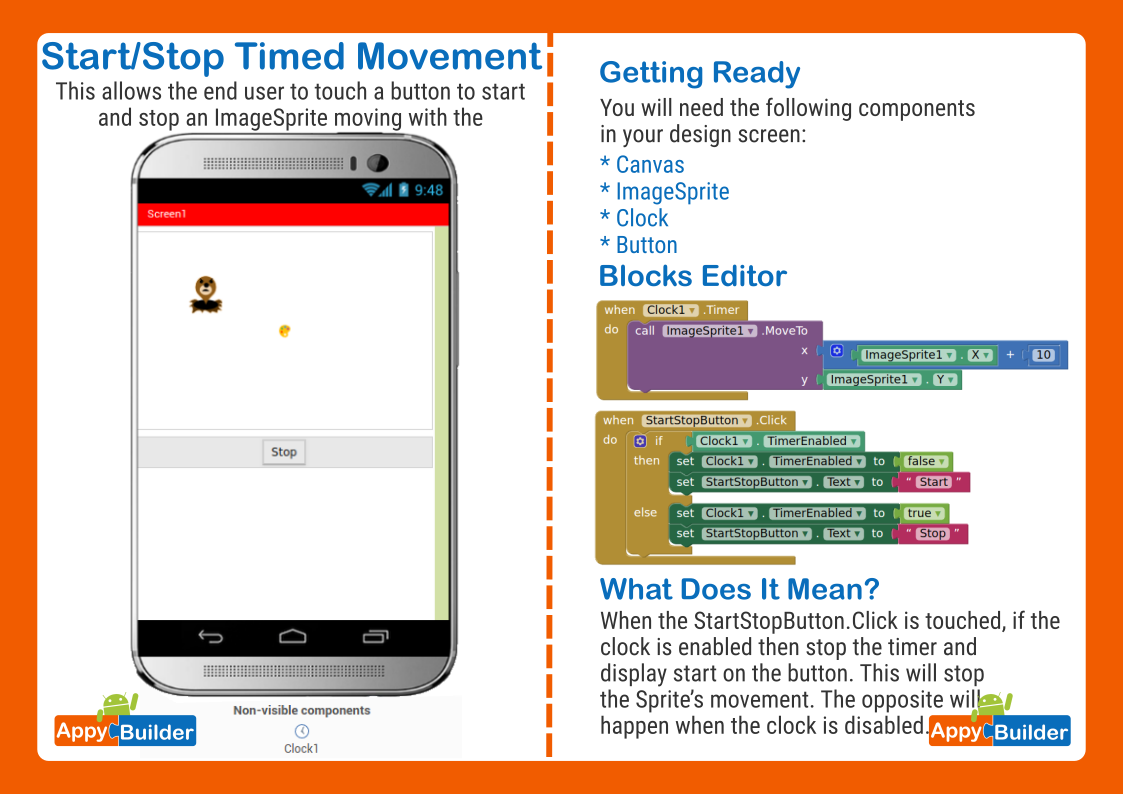 Start/Stop Timed Movement
This allows the end user to touch a button to start
and stop an ImageSprite moving with the
9:48
Screen1
Stop
Non-visible components
Clock1
Appy Builder
Getting Ready
You will need the following components
in your design screen:
* Canvas
* ImageSprite
* Clock
* Button
Blocks Editor
when Clock1 .Timer
do call ImageSprite1 .MoveTo
x ImageSprite1 . X + 10
y ImageSprite1 . Y
when StartStopButton .Click
do if Clock1 . TimerEnabled
then set Clock1 . TimerEnabled to false
set StartStopButton . Text to “ Start ”
else set Clock1 . TimerEnabled to true
set StartStopButton . Text to “ Stop ”
What Does It Mean?
When the StartStopButton.Click is touched, if the
clock is enabled then stop the timer and
display start on the button. This will stop
the Sprite’s movement. The opposite will
happen when the clock is disabled.
Appy Builder